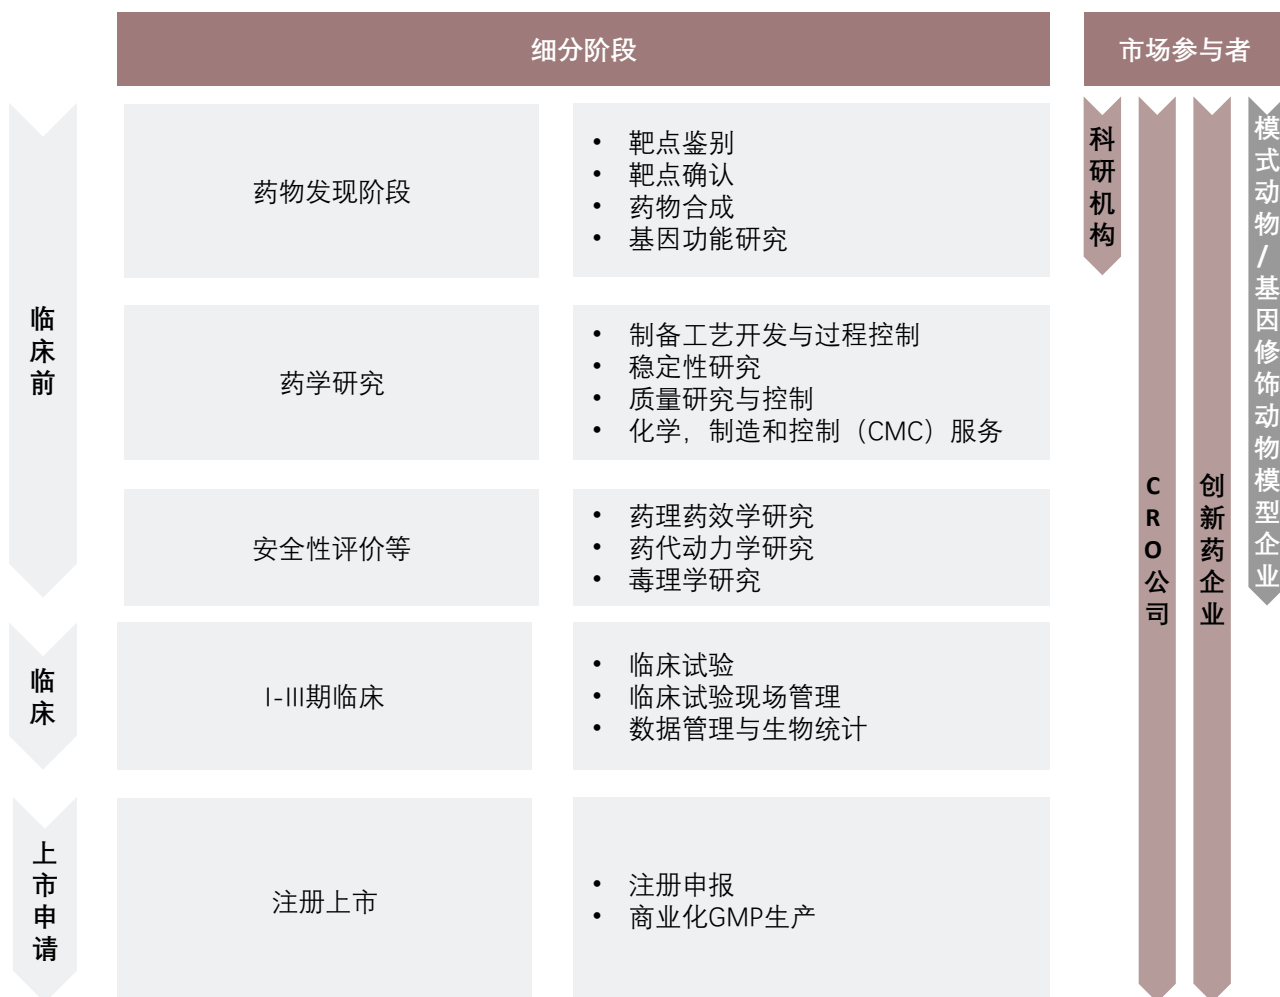 细分阶段
市场参与者
临床前
药物发现阶段
• 靶点鉴别
• 靶点确认
• 药物合成
• 基因功能研究
药学研究
• 制备工艺开发与过程控制
• 稳定性研究
• 质量研究与控制
• 化学，制造和控制（CMC）服务
安全性评价等
• 药理药效学研究
• 药代动力学研究
• 毒理学研究
临床
I-III期临床
• 临床试验
• 临床试验现场管理
• 数据管理与生物统计
上市申请
注册上市
• 注册申报
• 商业化GMP生产
科研机构
CRO公司
创新药企业
模式动物/基因修饰动物模型企业